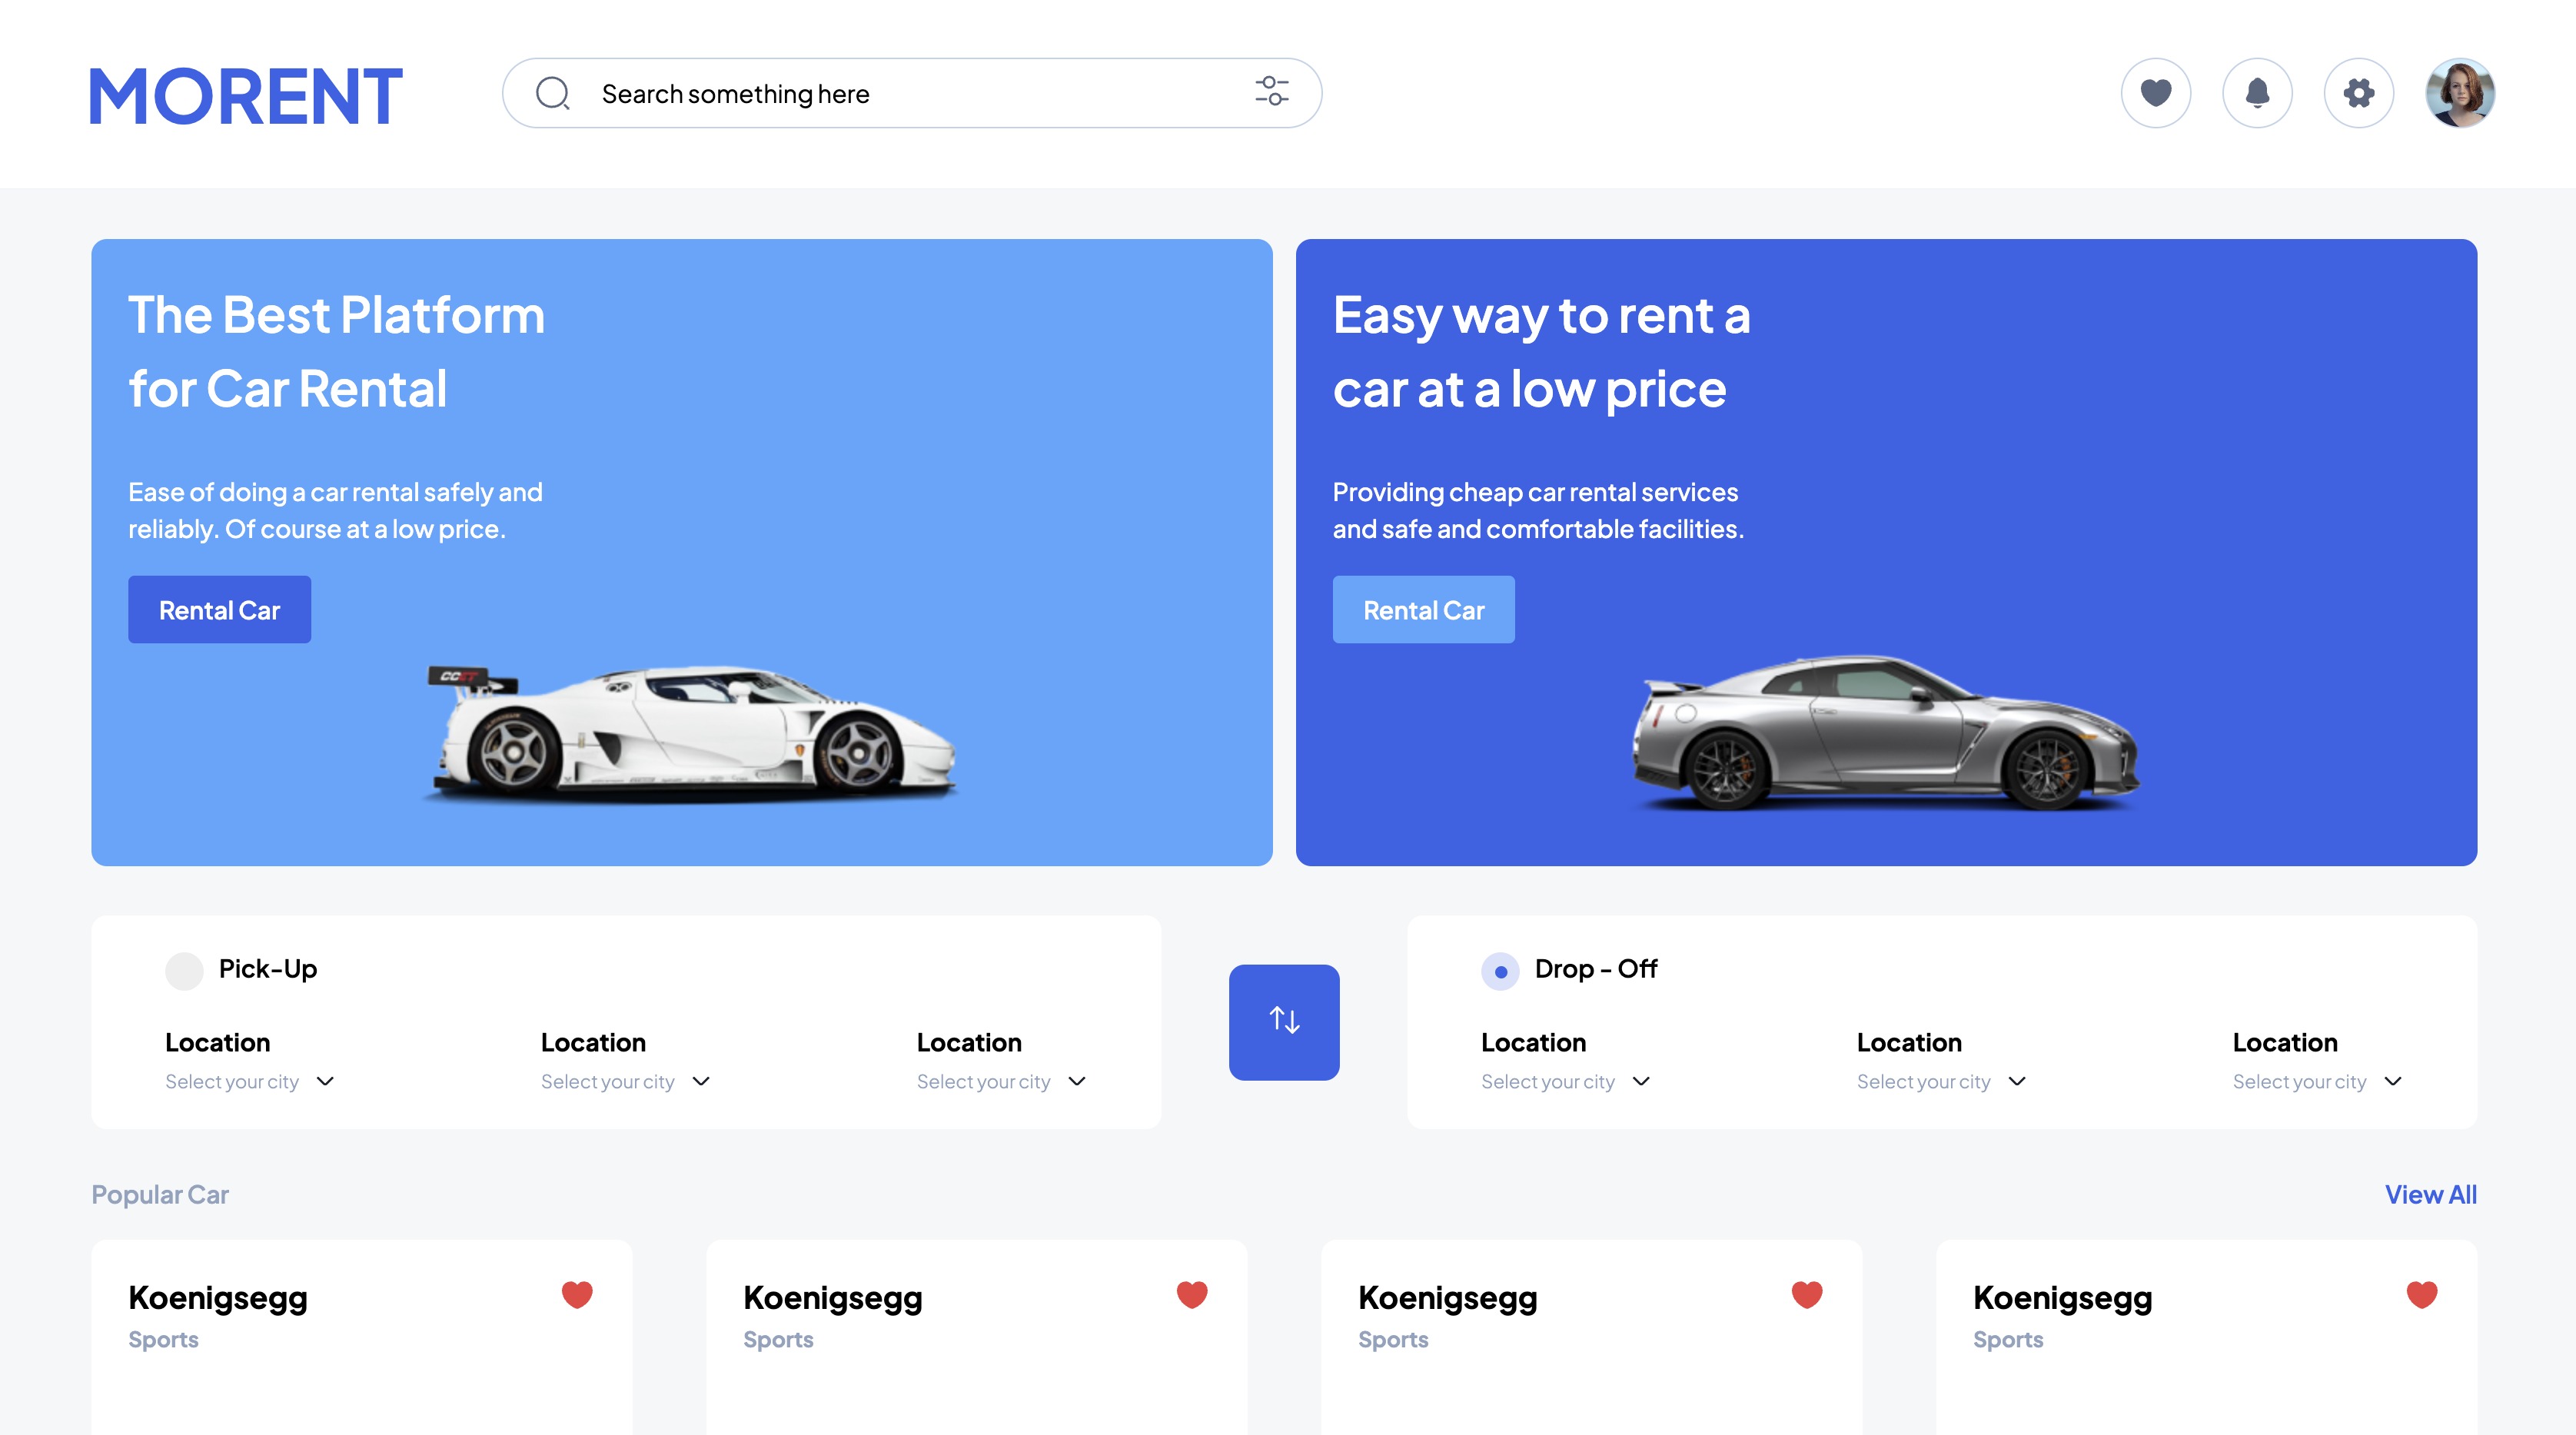 MORENT
Search something here
The Best Platform
for Car Rental
Ease of doing a car rental safely and
reliably. Of course at a low price.
Rental Car
Easy way to rent a
car at a low price
Providing cheap car rental services
and safe and comfortable facilities.
Rental Car
Pick-Up
Location
Select your city
Location
Select your city
Location
Select your city
Drop - Off
Location
Select your city
Location
Select your city
Location
Select your city
Popular Car
View All
Koenigsegg
Sports
Koenigsegg
Sports
Koenigsegg
Sports
Koenigsegg
Sports